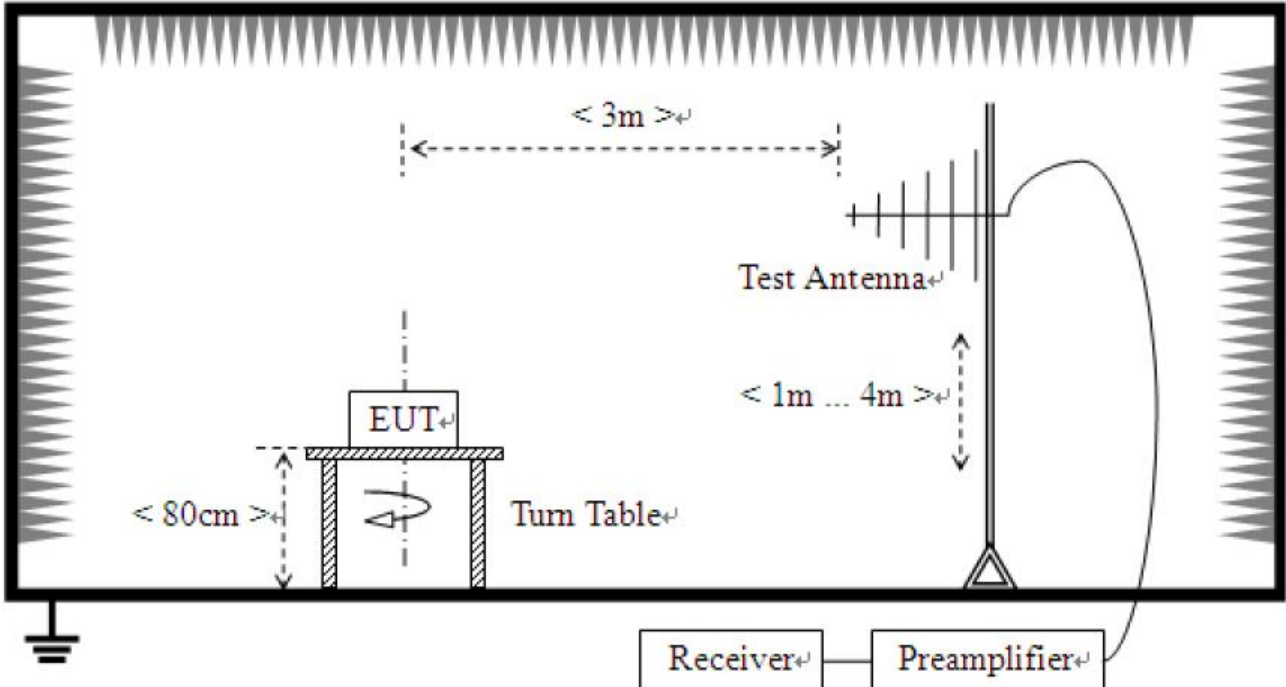 < 3m >↵
Test Antenna↵
< 1m ... 4m >↵
EUT↵
< 80cm >↵
Turn Table↵
Receiver↵
Preamplifier↵